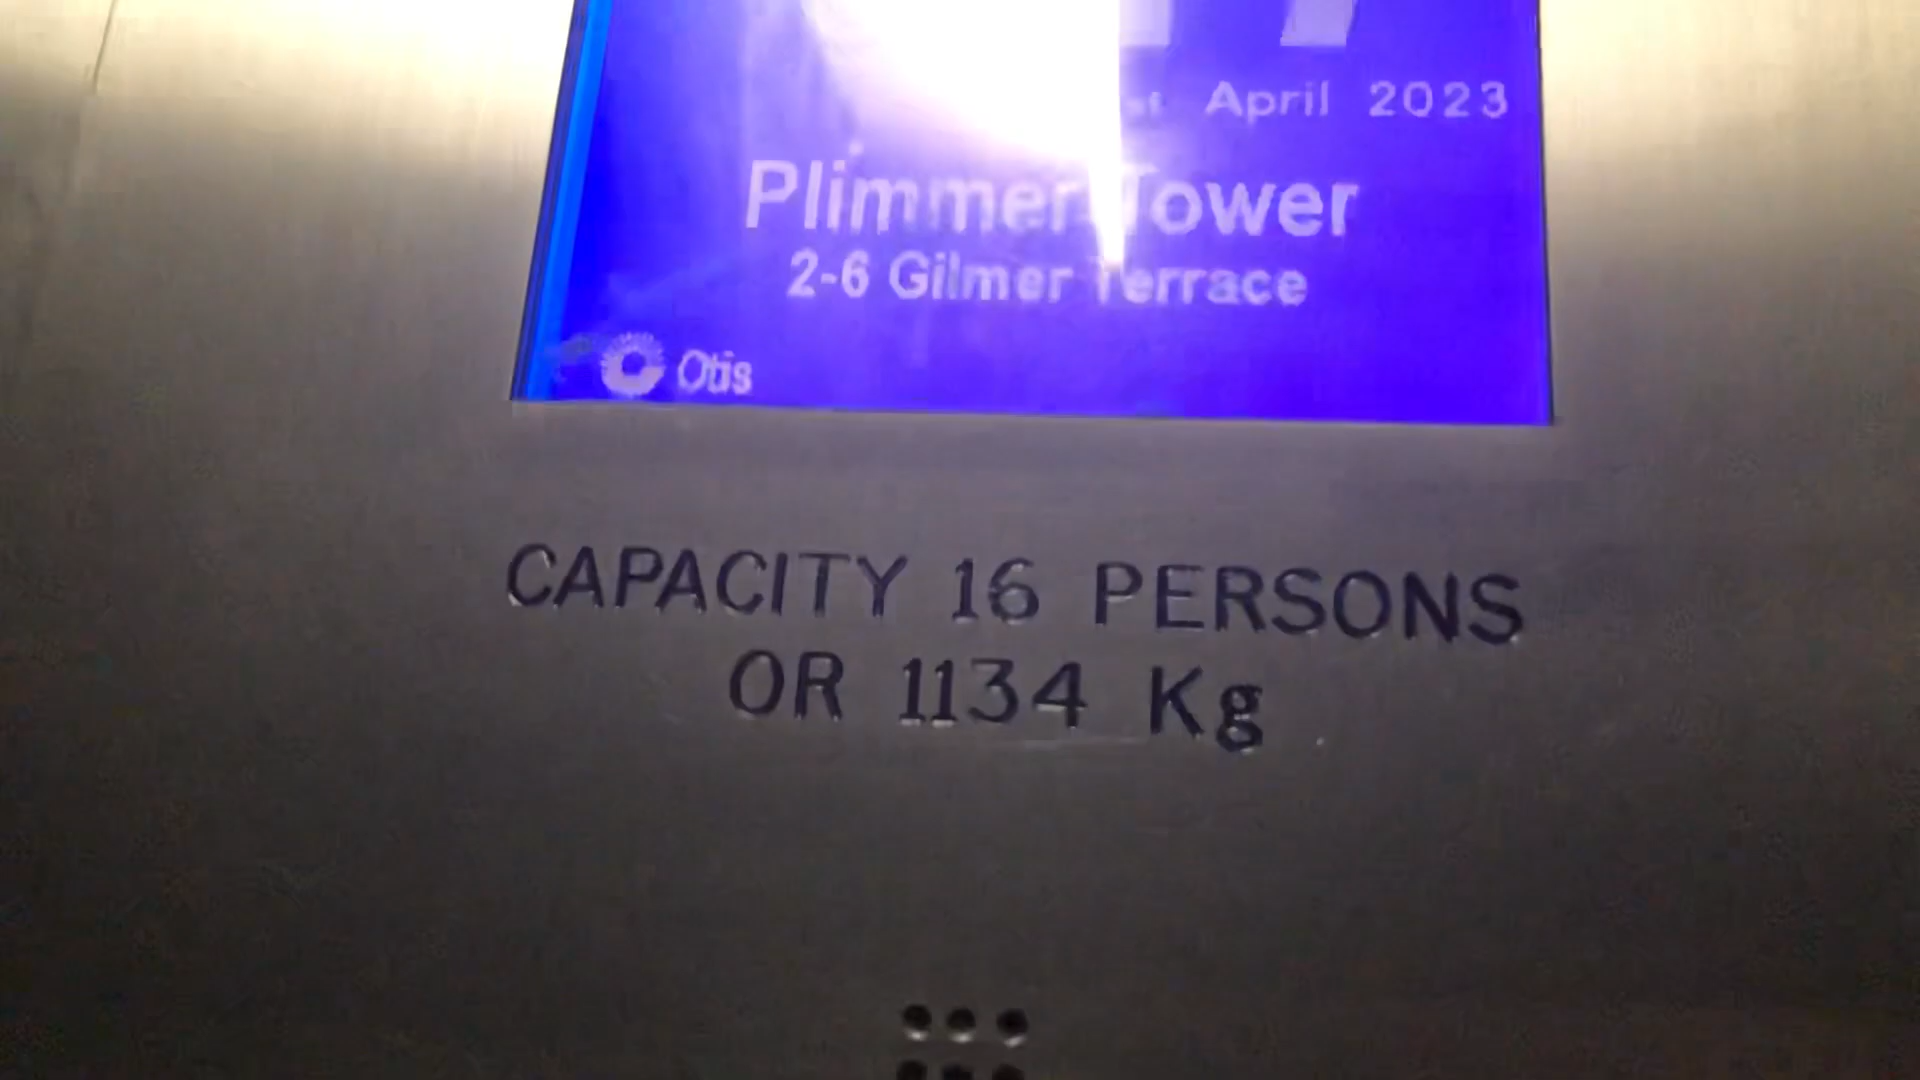 April 2023
Plimmer Tower
2-6 Gilmer Terrace
Otis
CAPACITY 16 PERSONS
OR 1134 Kg